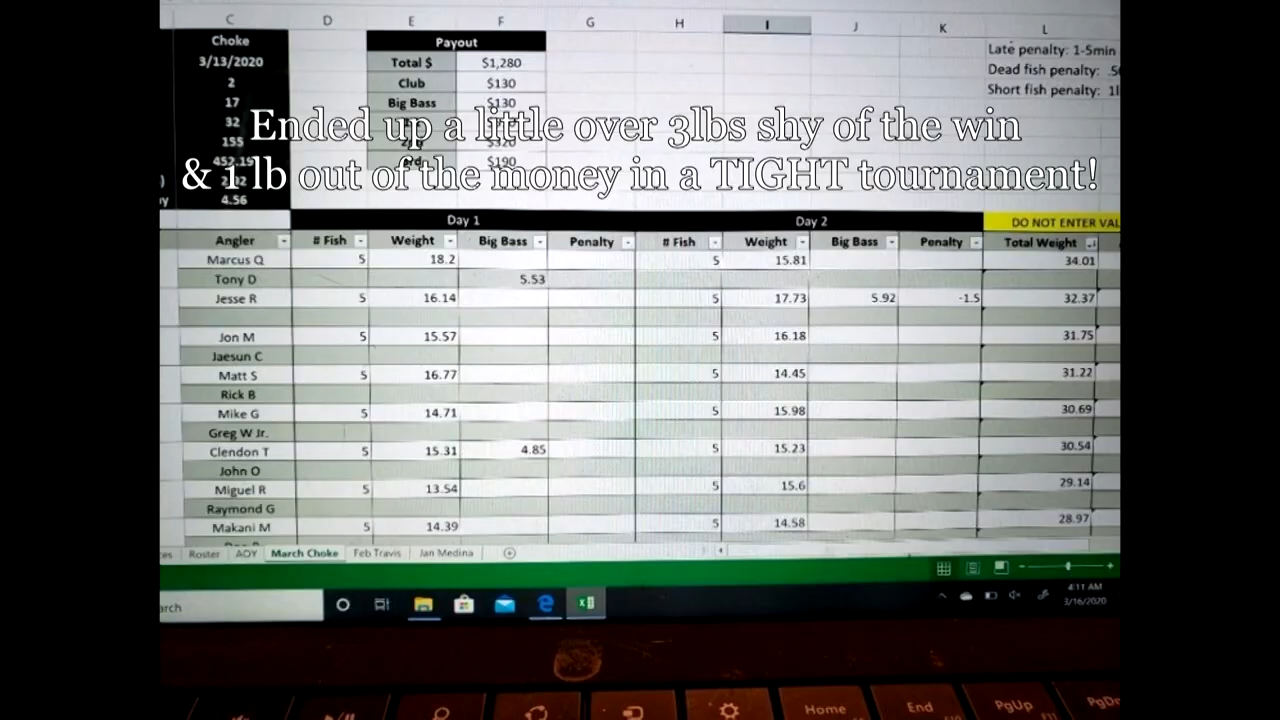 C D E F G H I J K L
Choke
3/13/2020
2
17
32
155
452.19
4.56
Payout
Total $ $1,280
Club $130
Big Bass $130
$320
$190
Late penalty: 1-5min
Dead fish penalty: .5
Short fish penalty: 1l
Ended up a little over 3lbs shy of the win
& 1 lb out of the money in a TIGHT tournament!
Day 1 Day 2 DO NOT ENTER VAL
Angler # Fish Weight Big Bass Penalty # Fish Weight Big Bass Penalty Total Weight
Marcus Q 5 18.2 5 15.81 34.01
Tony D 5.53
Jesse R 5 16.14 5 17.73 5.92 -1.5 32.37
Jon M 5 15.57 5 16.18 31.75
Jaesun C
Matt S 5 16.77 5 14.45 31.22
Rick B
Mike G 5 14.71 5 15.98 30.69
Greg W Jr.
Clendon T 5 15.31 4.85 5 15.23 30.54
John O
Miguel R 5 13.54 5 15.6 29.14
Raymond G
Makani M 5 14.39 5 14.58 28.97
es Roster AOY March Choke Feb Travis Jan Medina
4:11 AM
arch 3/16/2020
Home End PgUp PgDn